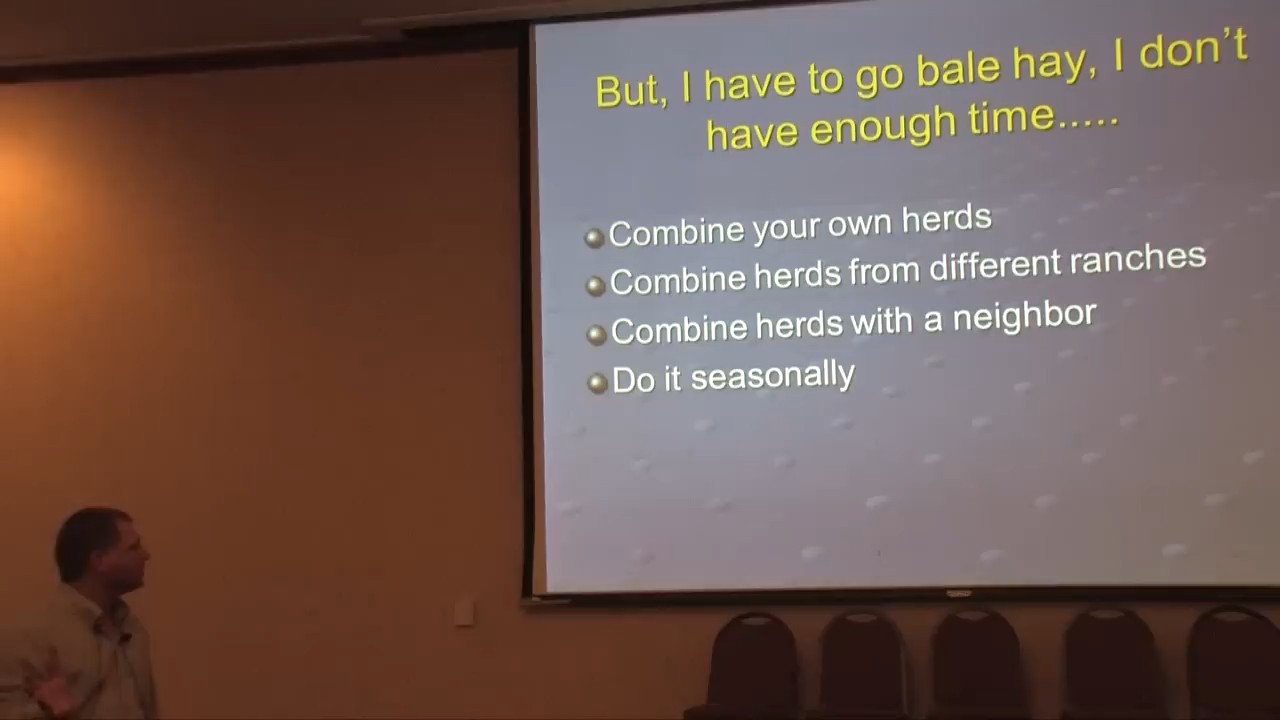 But, I have to go bale hay, I don't
have enough time.....
Combine your own herds
Combine herds from different ranches
Combine herds with a neighbor
Do it seasonally